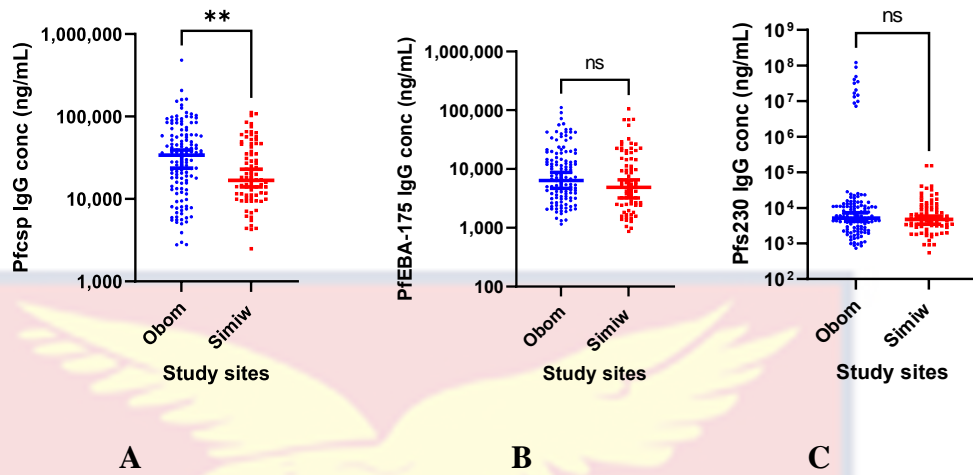 **
1,000,000
100,000
10,000
1,000
Pfcsp IgG conc (ng/mL)
Obom
Simiw
Study sites
A
ns
1,000,000
100,000
10,000
1,000
100
PfEBA-175 IgG conc (ng/mL)
Obom
Simiw
Study sites
B
ns
10⁹
10⁸
10⁷
10⁶
10⁵
10⁴
10³
10²
Pfs230 IgG conc (ng/mL)
Obom
Simiw
Study sites
C